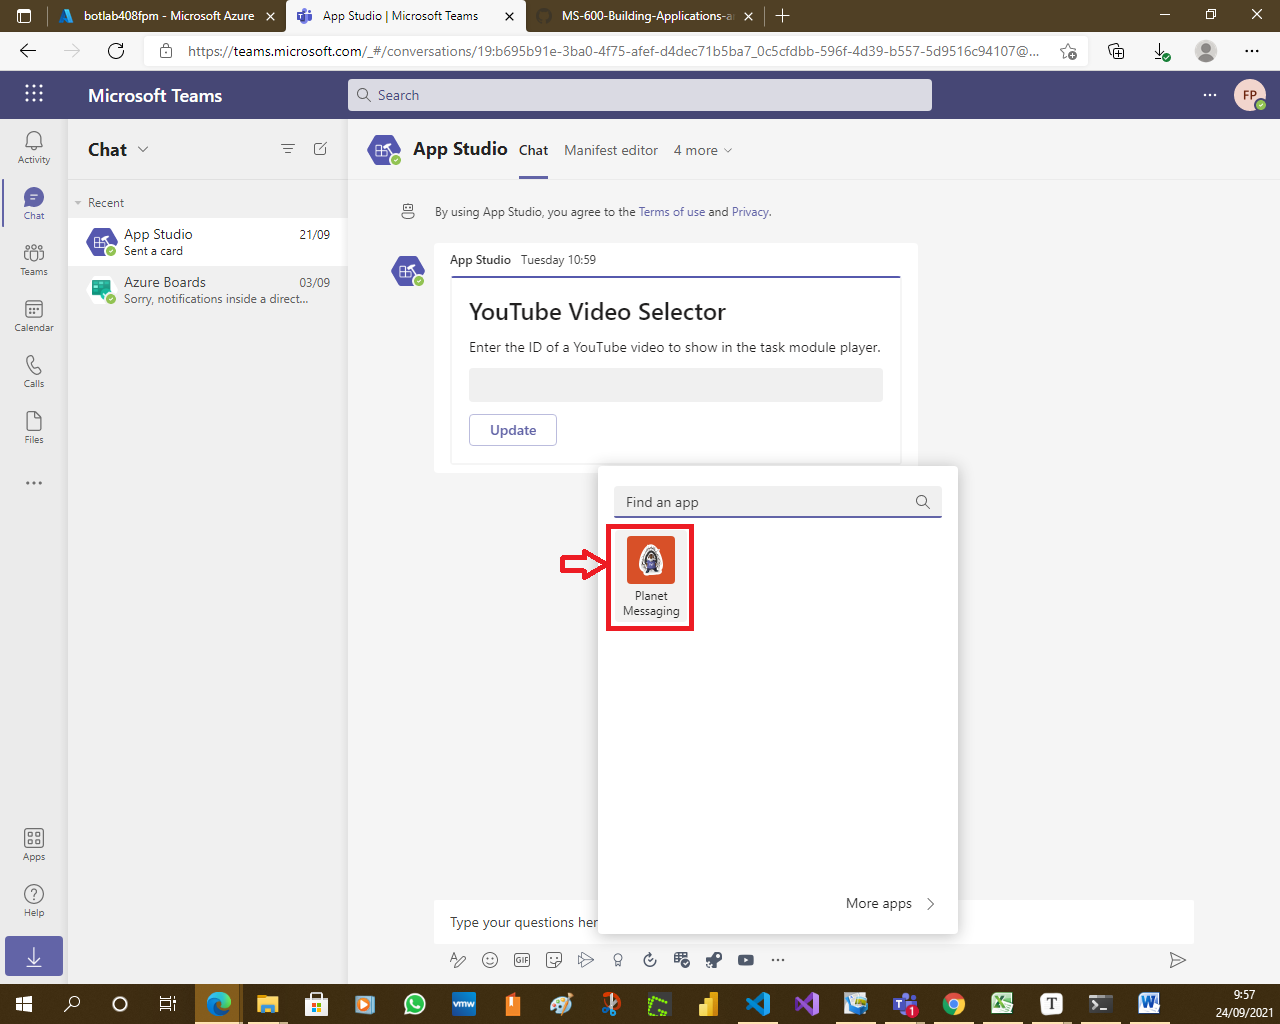 botlab408fpm - Microsoft Azure
App Studio | Microsoft Teams
MS-600-Building-Applications-a
https://teams.microsoft.com/_#/conversations/19:b695b91e-3ba0-4f75-afef-d4dec71b5ba7_0c5cfdbb-596f-4d39-b557-5d9516c94107@...
Microsoft Teams
Search
FP
Activity
Chat
Teams
Calendar
Calls
Files
Apps
Help
Chat
Recent
App Studio 21/09
Sent a card
Azure Boards 03/09
Sorry, notifications inside a direct...
App Studio Chat Manifest editor 4 more
By using App Studio, you agree to the Terms of use and Privacy.
App Studio Tuesday 10:59
YouTube Video Selector
Enter the ID of a YouTube video to show in the task module player.
Update
Find an app
Planet
Messaging
More apps
Type your questions her
GIF
vmw
1
T
9:57
24/09/2021